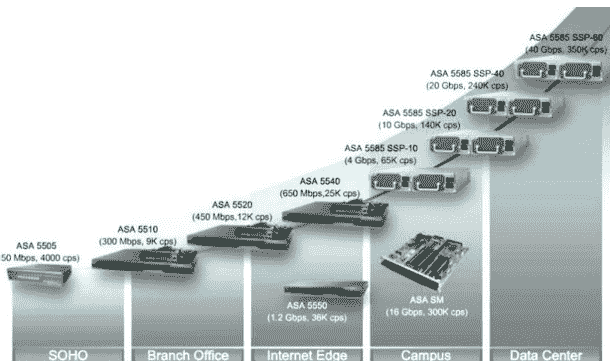 ASA 5585 SSP-60
(40 Gbps, 350K cps)
ASA 5585 SSP-40
(20 Gbps, 240K cps)
ASA 5585 SSP-20
(10 Gbps, 140K cps)
ASA 5585 SSP-10
(4 Gbps, 65K cps)
ASA 5540
(650 Mbps,25K cps)
ASA 5520
(450 Mbps,12K cps)
ASA 5510
(300 Mbps, 9K cps)
ASA 5505
50 Mbps, 4000 cps)
ASA SM
(16 Gbps, 300K cps)
ASA 5550
(1.2 Gbps, 36K cps)
SOHO
Branch Office
Internet Edge
Campus
Data Center